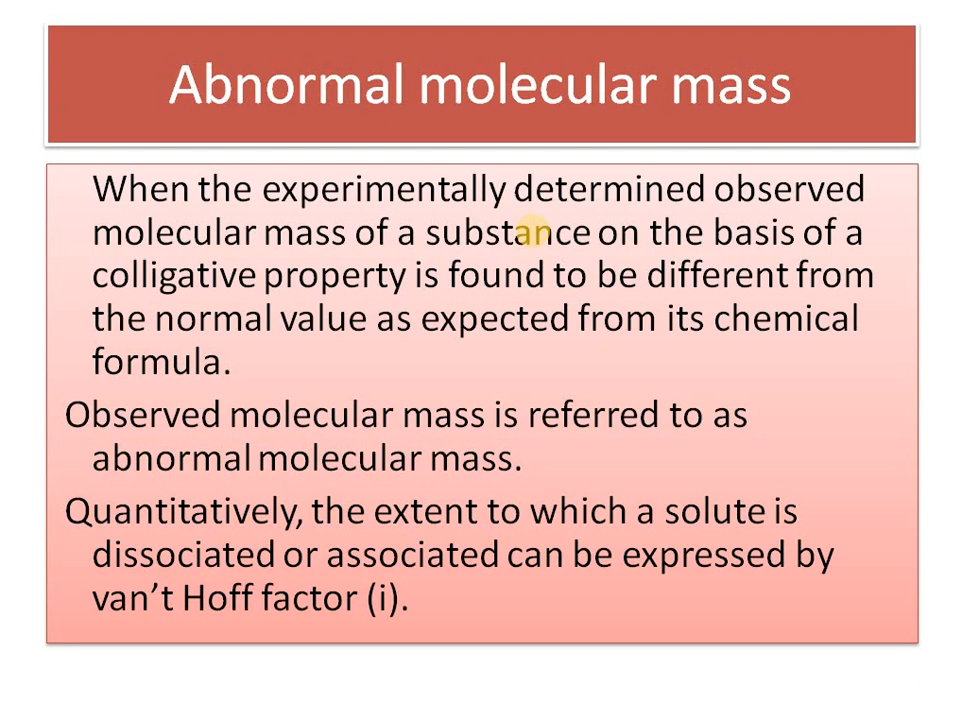 Abnormal molecular mass
When the experimentally determined observed
molecular mass of a substance on the basis of a
colligative property is found to be different from
the normal value as expected from its chemical
formula.
Observed molecular mass is referred to as
abnormal molecular mass.
Quantitatively, the extent to which a solute is
dissociated or associated can be expressed by
van’t Hoff factor (i).